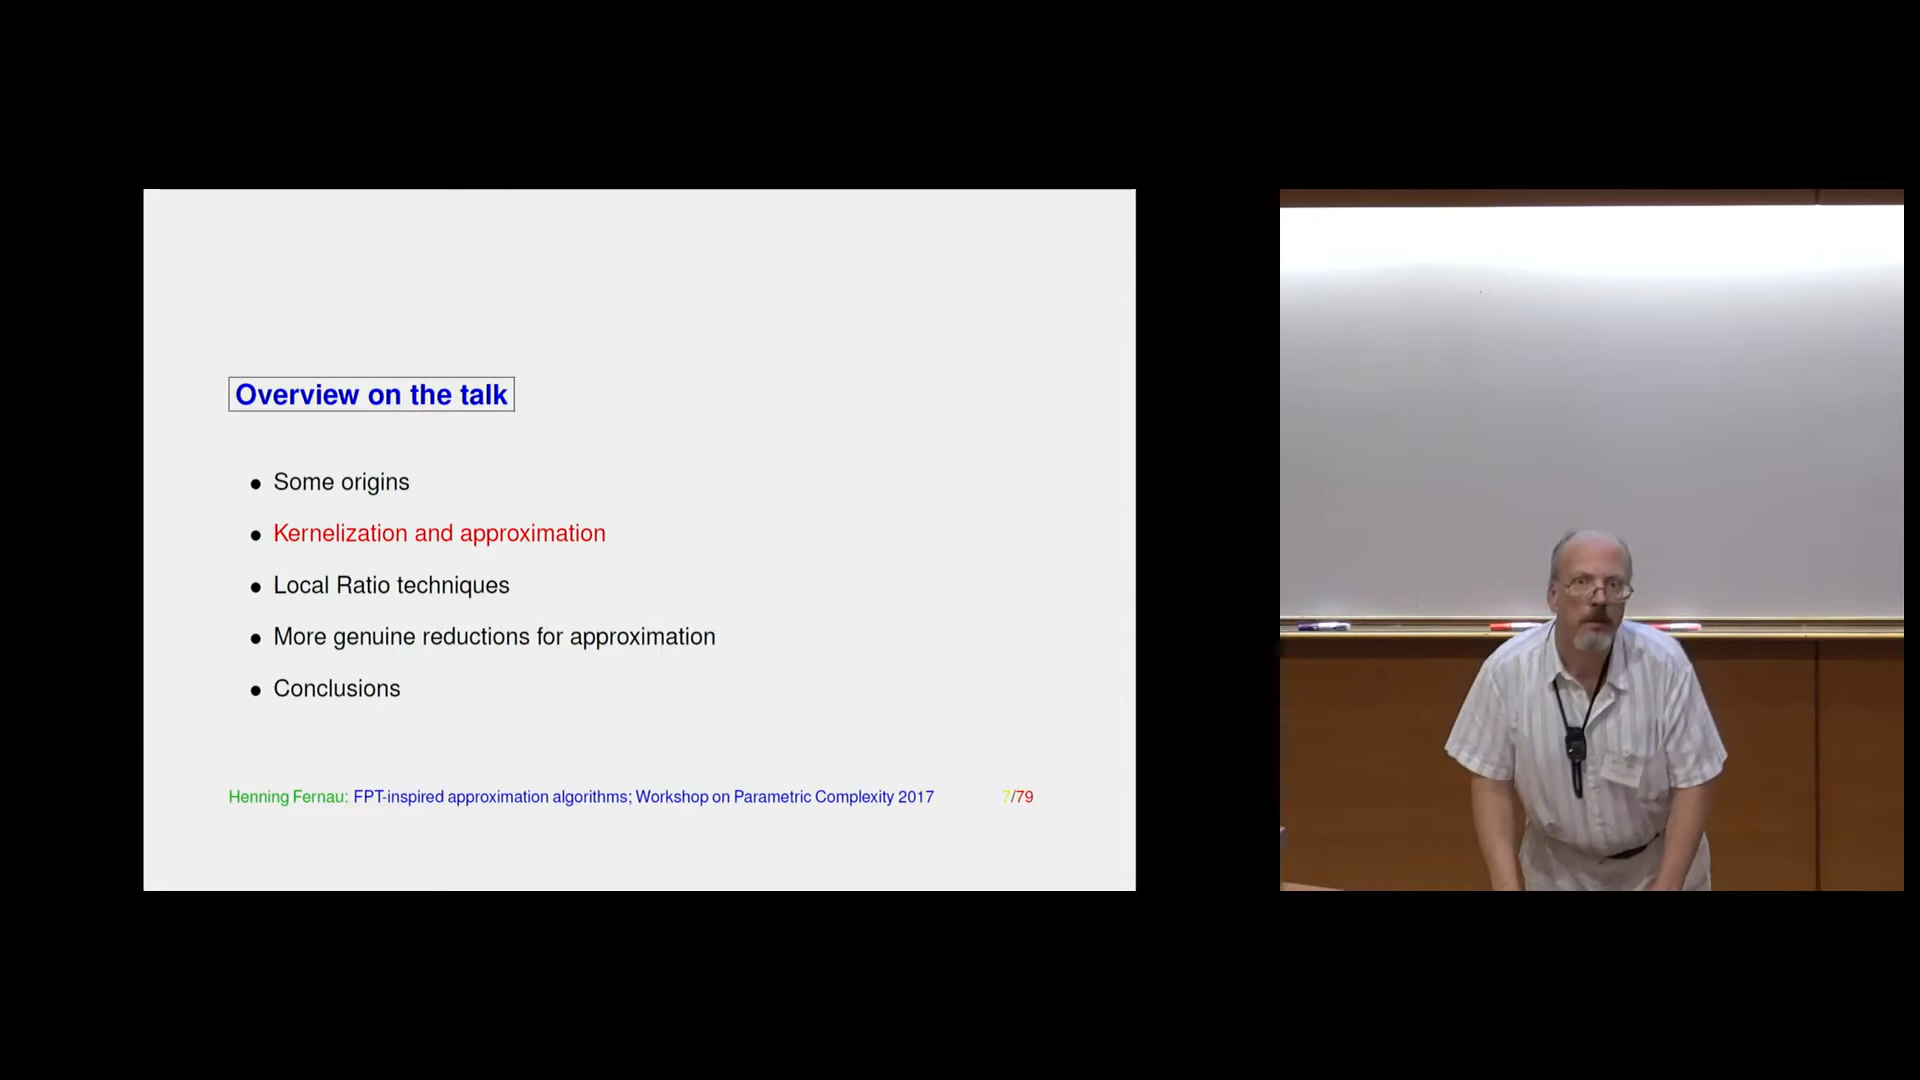 Overview on the talk
● Some origins
● Kernelization and approximation
● Local Ratio techniques
● More genuine reductions for approximation
● Conclusions
Henning Fernau: FPT-inspired approximation algorithms; Workshop on Parametric Complexity 2017 7/79